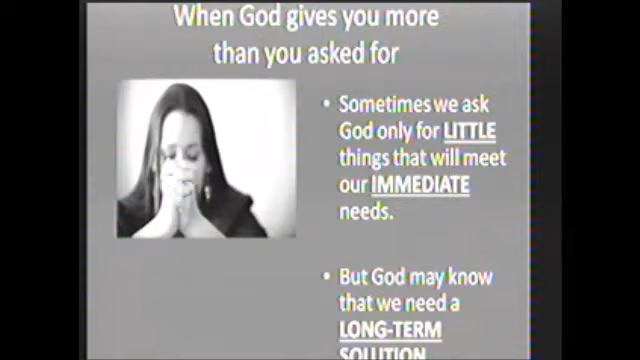 When God gives you more
than you asked for
• Sometimes we ask
God only for LITTLE
things that will meet
our IMMEDIATE
needs.
• But God may know
that we need a
LONG-TERM
SOLUTION